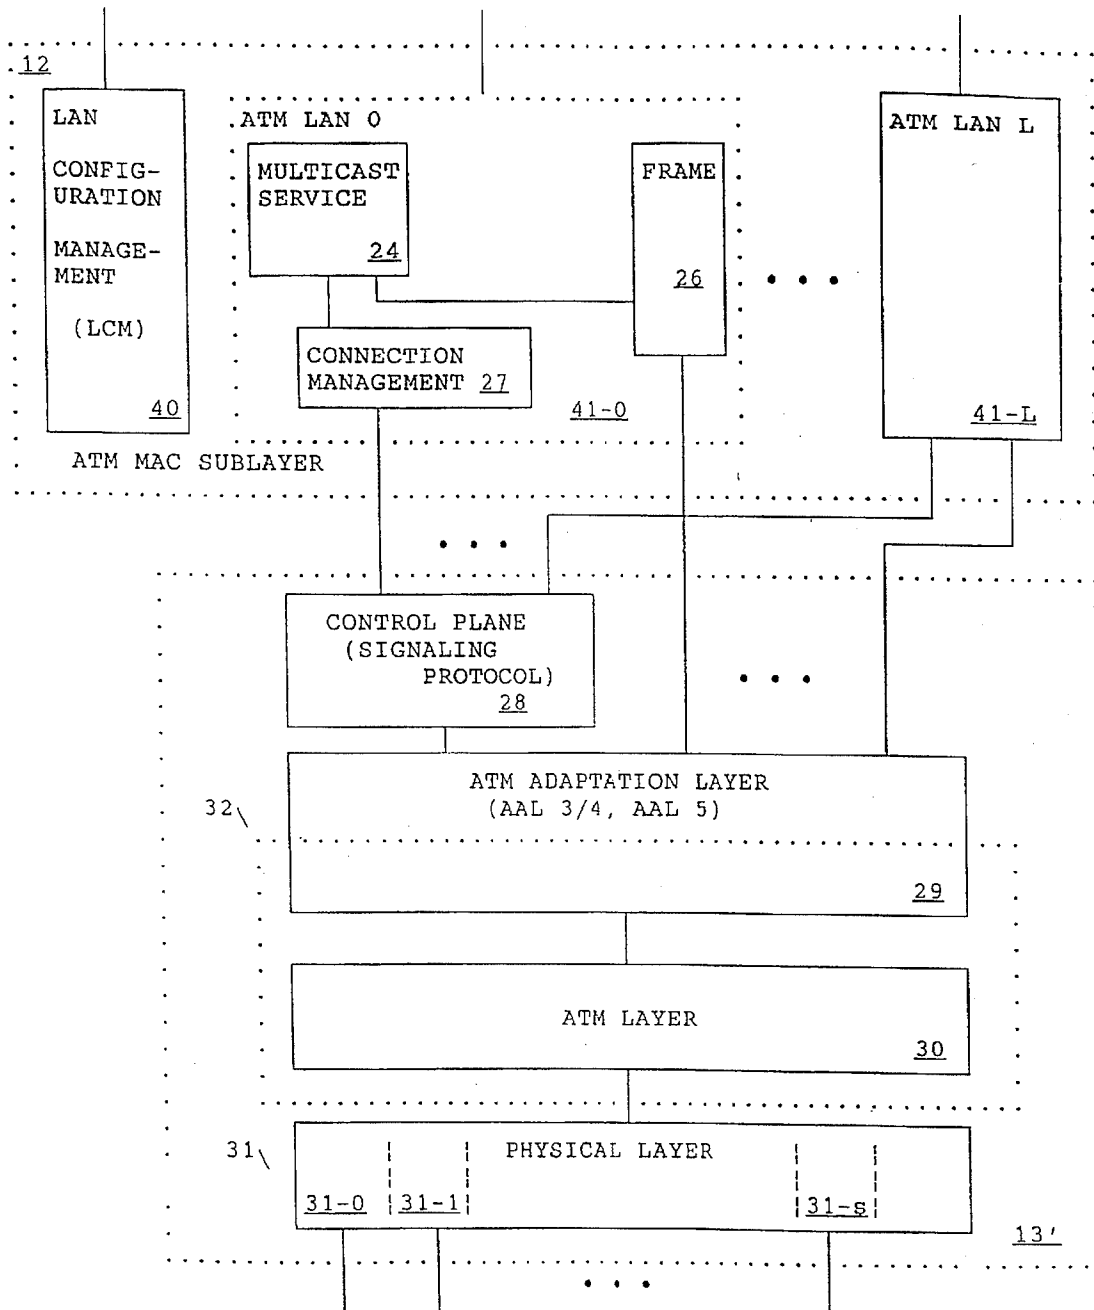 12
LAN
CONFIG-
URATION
MANAGE-
MENT
(LCM)
40
ATM LAN 0
MULTICAST
SERVICE
24
FRAME
26
CONNECTION
MANAGEMENT 27
41-0
ATM LAN L
41-L
ATM MAC SUBLAYER
CONTROL PLANE
(SIGNALING
PROTOCOL)
28
ATM ADAPTATION LAYER
(AAL 3/4, AAL 5)
32
29
ATM LAYER
30
31
PHYSICAL LAYER
31-0
31-1
31-s
13'